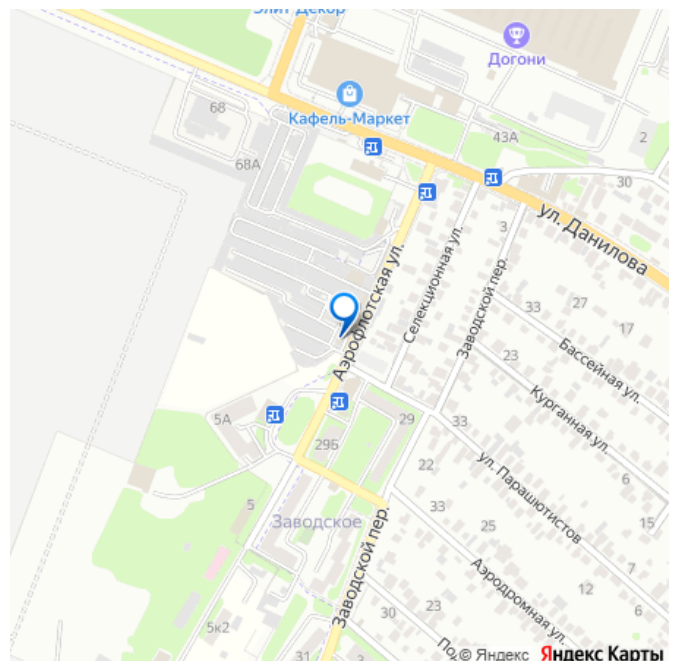 Элит Декор
Догони
Кафель-Маркет
68
68А
43А
2
30
ул. Данилова
3
Аэрофлотская ул.
Селекционная ул.
Заводской пер.
33
27
17
Бассейная ул.
23
Курганная ул.
5А
29
33
29Б
22
ул. Парашютистов
6
33
25
15
5
Заводское
Заводской пер.
Аэродромная ул.
7
12
6
23
30
5к2
31
© Яндекс Яндекс Карты